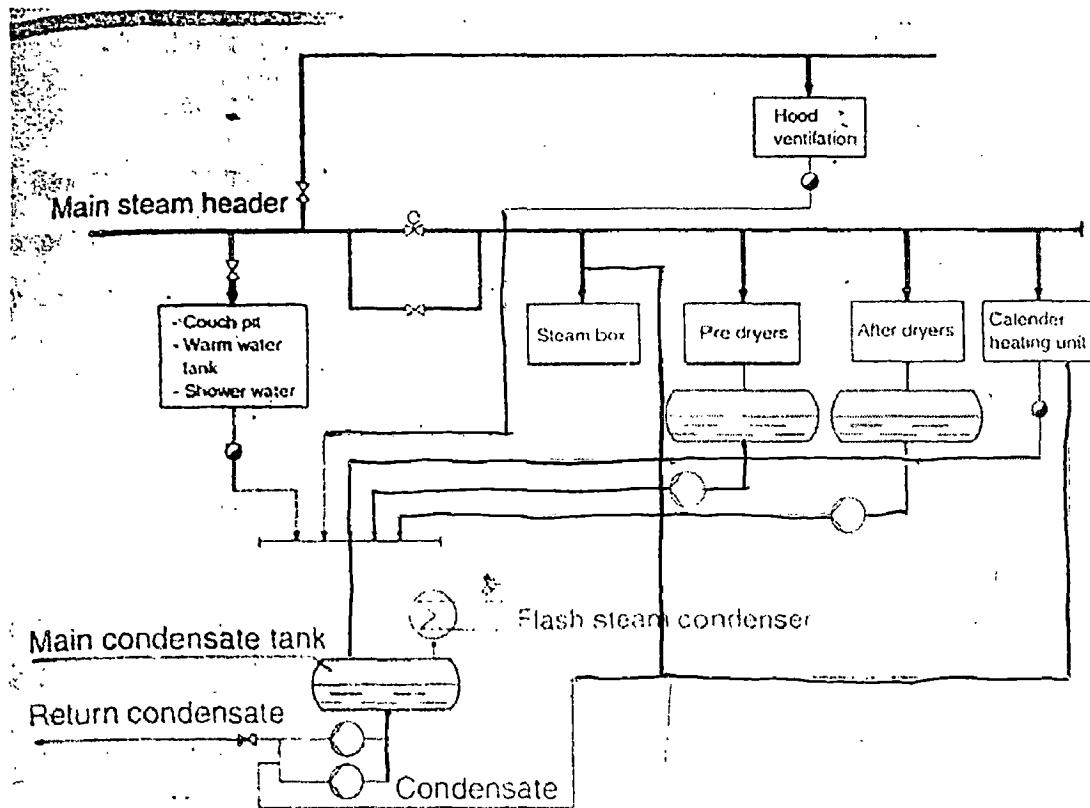 Hood
ventilation
Main steam header
- Couch pit
- Warm water
tank
- Shower water
Steam box
Pre dryers
After dryers
Calender
heating unit
Flash steam condenser
Main condensate tank
Return condensate
Condensate